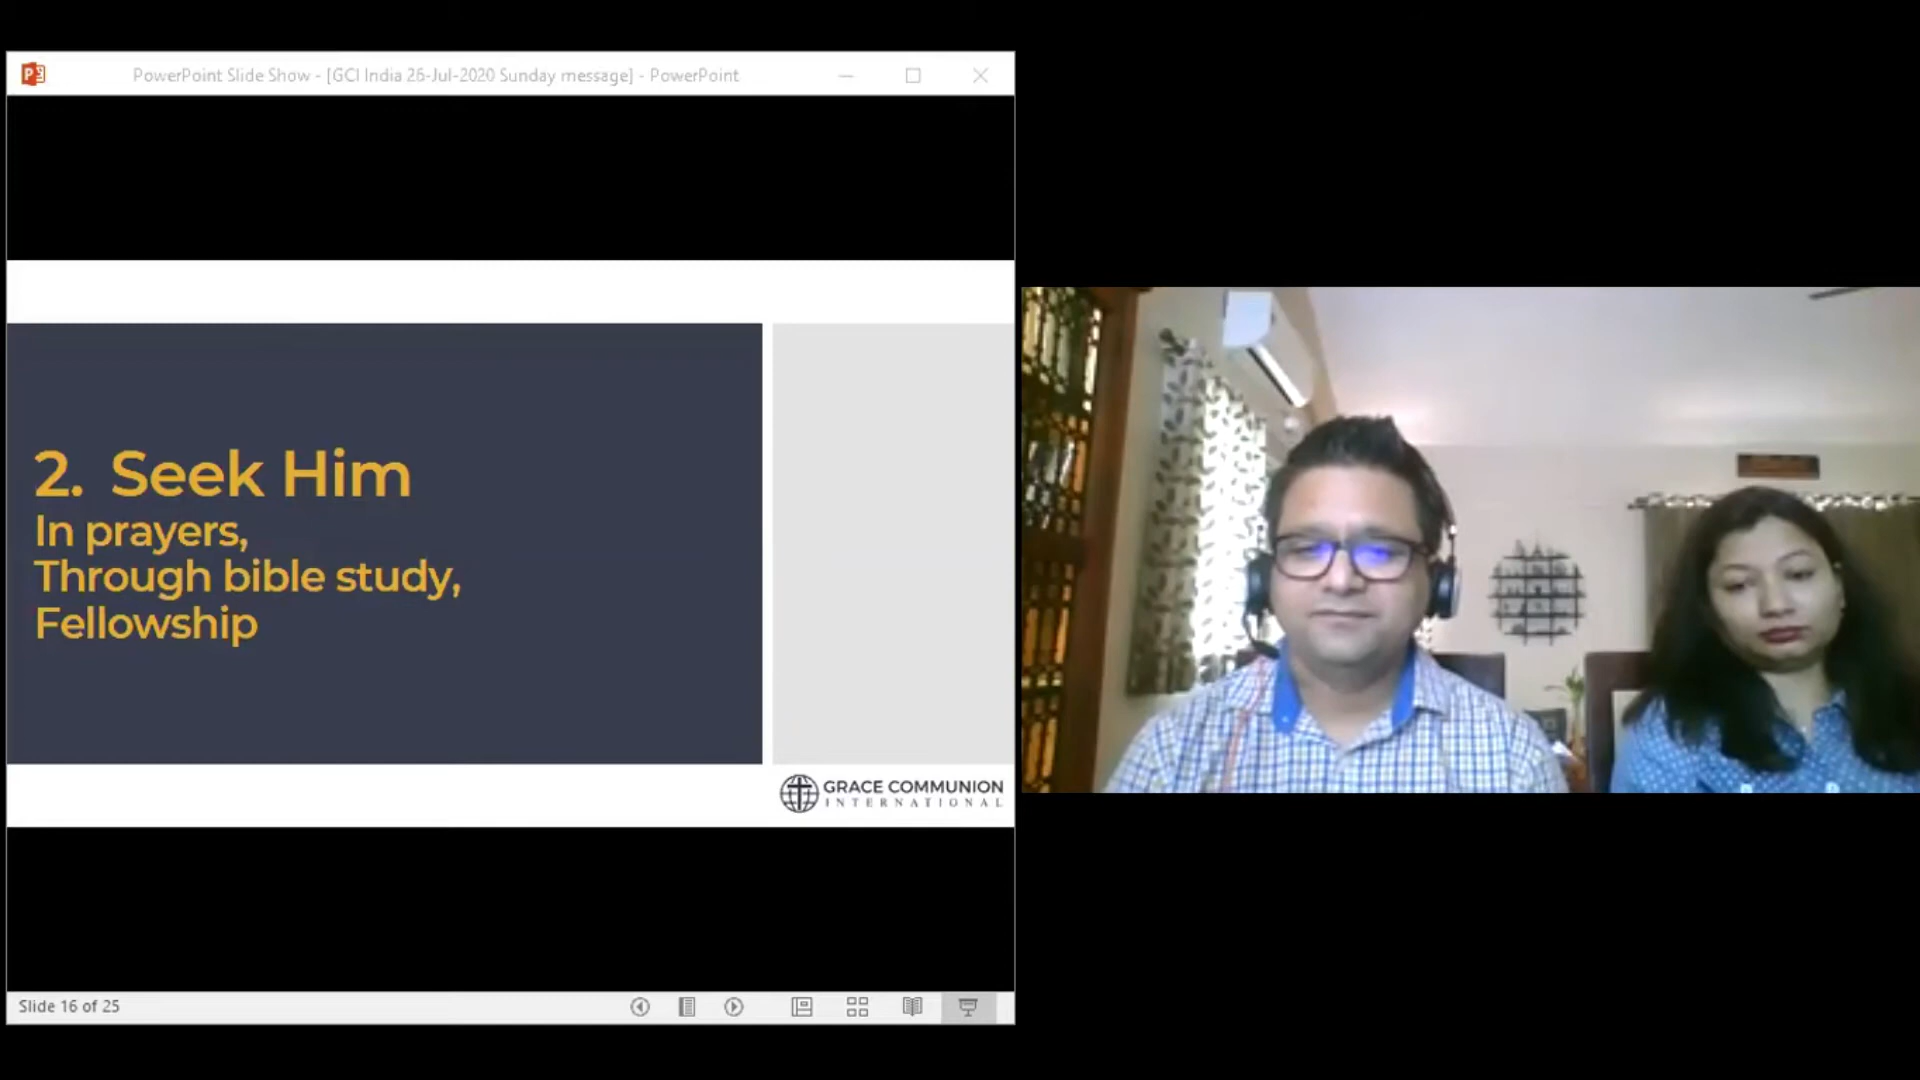 PowerPoint Slide Show - [GCI India 26-Jul-2020 Sunday message] - PowerPoint
2. Seek Him
In prayers,
Through bible study,
Fellowship
GRACE COMMUNION
INTERNATIONAL
Slide 16 of 25